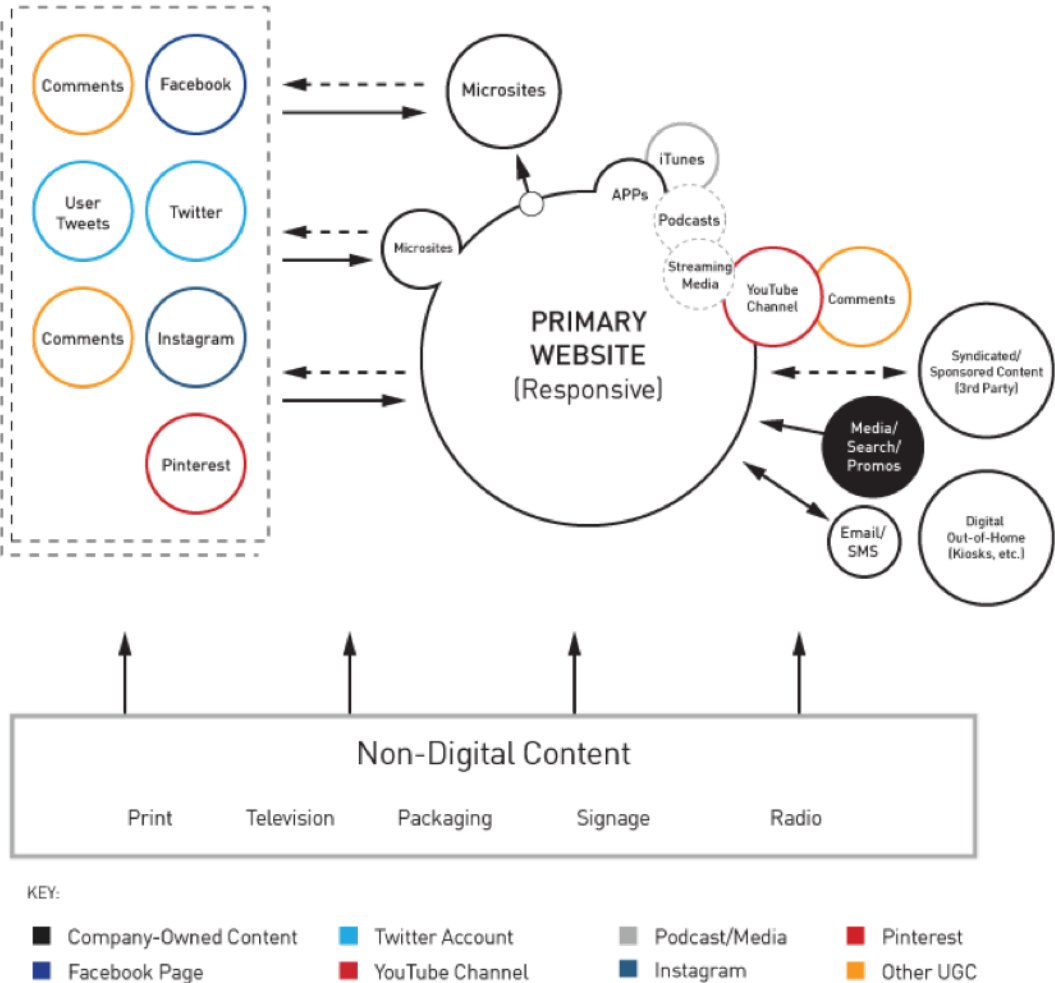 Comments
Facebook
Microsites
User
Tweets
Twitter
Microsites
APPs
iTunes
Podcasts
Streaming
Media
YouTube
Channel
Comments
Comments
Instagram
PRIMARY
WEBSITE
(Responsive)
Syndicated/
Sponsored Content
(3rd Party)
Media/
Search/
Promos
Pinterest
Email/
SMS
Digital
Out-of-Home
(Kiosks, etc.)
Non-Digital Content
Print Television Packaging Signage Radio
KEY:
Company-Owned Content Twitter Account Podcast/Media Pinterest
Facebook Page YouTube Channel Instagram Other UGC